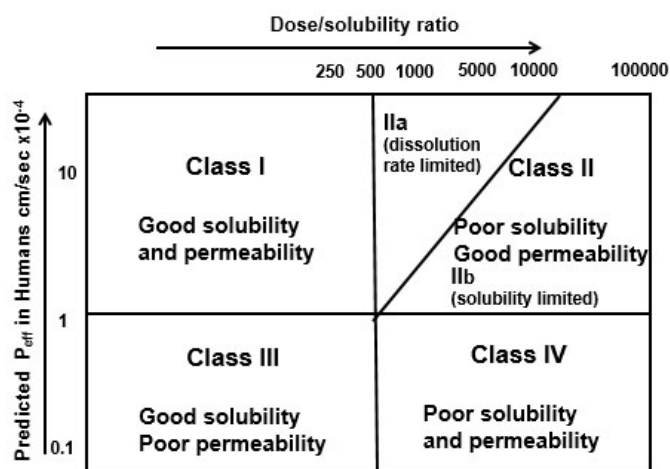 Dose/solubility ratio
250 500 1000 5000 10000 100000
Predicted Peff in Humans cm/sec x10-4
10
1
0.1
Class I
Good solubility
and permeability
IIa
(dissolution
rate limited)
Class II
Poor solubility
Good permeability
IIb
(solubility limited)
Class III
Good solubility
Poor permeability
Class IV
Poor solubility
and permeability